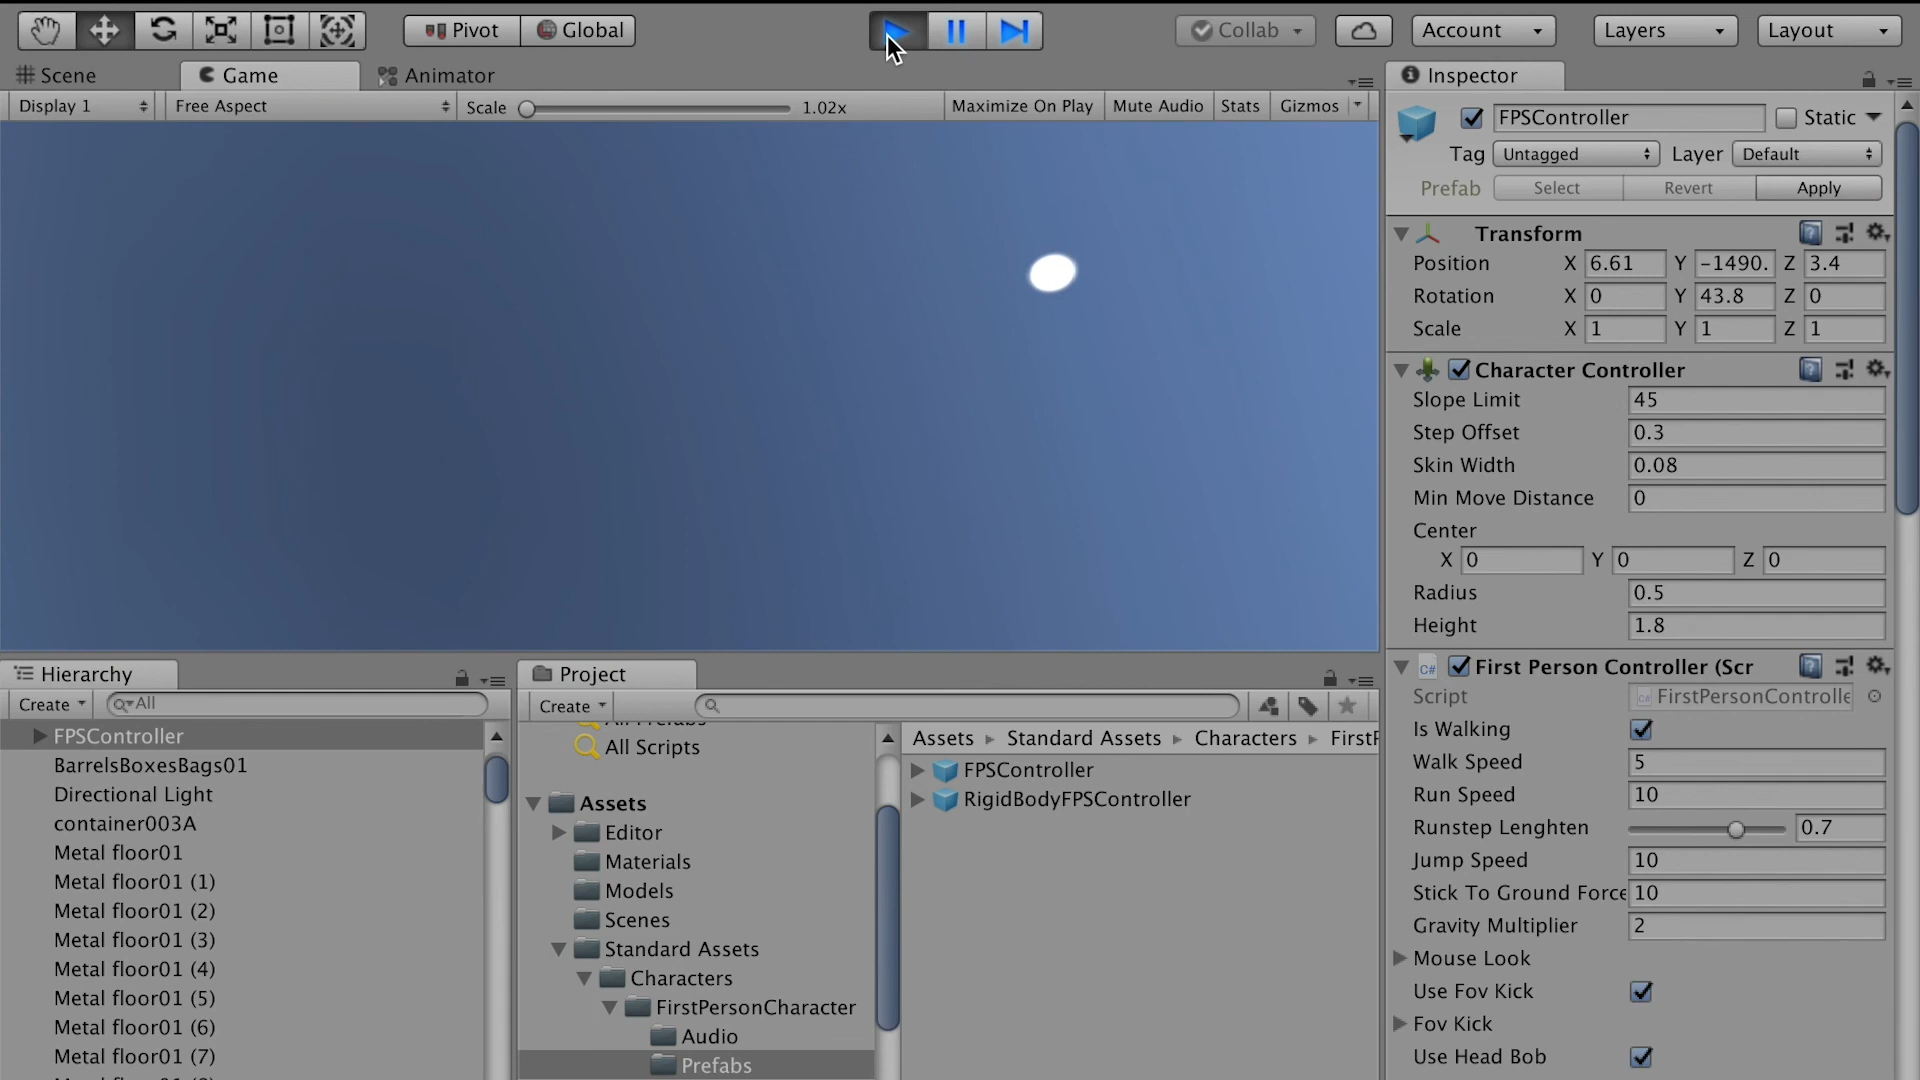 Pivot Global Collab Account Layers Layout
Scene Game Animator
Display 1 Free Aspect Scale 1.02x Maximize On Play Mute Audio Stats Gizmos
Inspector
FPSController Static
Tag Untagged Layer Default
Prefab Select Revert Apply
Transform
Position X 6.61 Y -1490. Z 3.4
Rotation X 0 Y 43.8 Z 0
Scale X 1 Y 1 Z 1
Character Controller
Slope Limit 45
Step Offset 0.3
Skin Width 0.08
Min Move Distance 0
Center
X 0 Y 0 Z 0
Radius 0.5
Height 1.8
C# First Person Controller (Scr
Script FirstPersonControlle
Is Walking
Walk Speed 5
Run Speed 10
Runstep Lenghten 0.7
Jump Speed 10
Stick To Ground Force 10
Gravity Multiplier 2
Mouse Look
Use Fov Kick
Fov Kick
Use Head Bob
Hierarchy
Create All
FPSController
BarrelsBoxesBags01
Directional Light
container003A
Metal floor01
Metal floor01 (1)
Metal floor01 (2)
Metal floor01 (3)
Metal floor01 (4)
Metal floor01 (5)
Metal floor01 (6)
Metal floor01 (7)
Project
Create
All Prefabs
All Scripts
Assets
Editor
Materials
Models
Scenes
Standard Assets
Characters
FirstPersonCharacter
Audio
Prefabs
Assets Standard Assets Characters FirstP
FPSController
RigidBodyFPSController